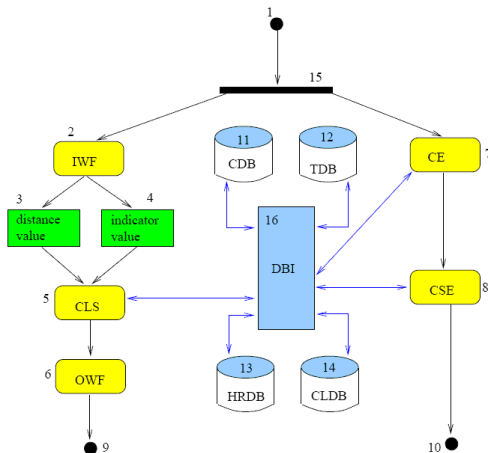 1
15
2
IWF
11
CDB
12
TDB
CE
7
3
distance
value
4
indicator
value
16
DBI
5
CLS
CSE
8
6
OWF
13
HRDB
14
CLDB
9
10